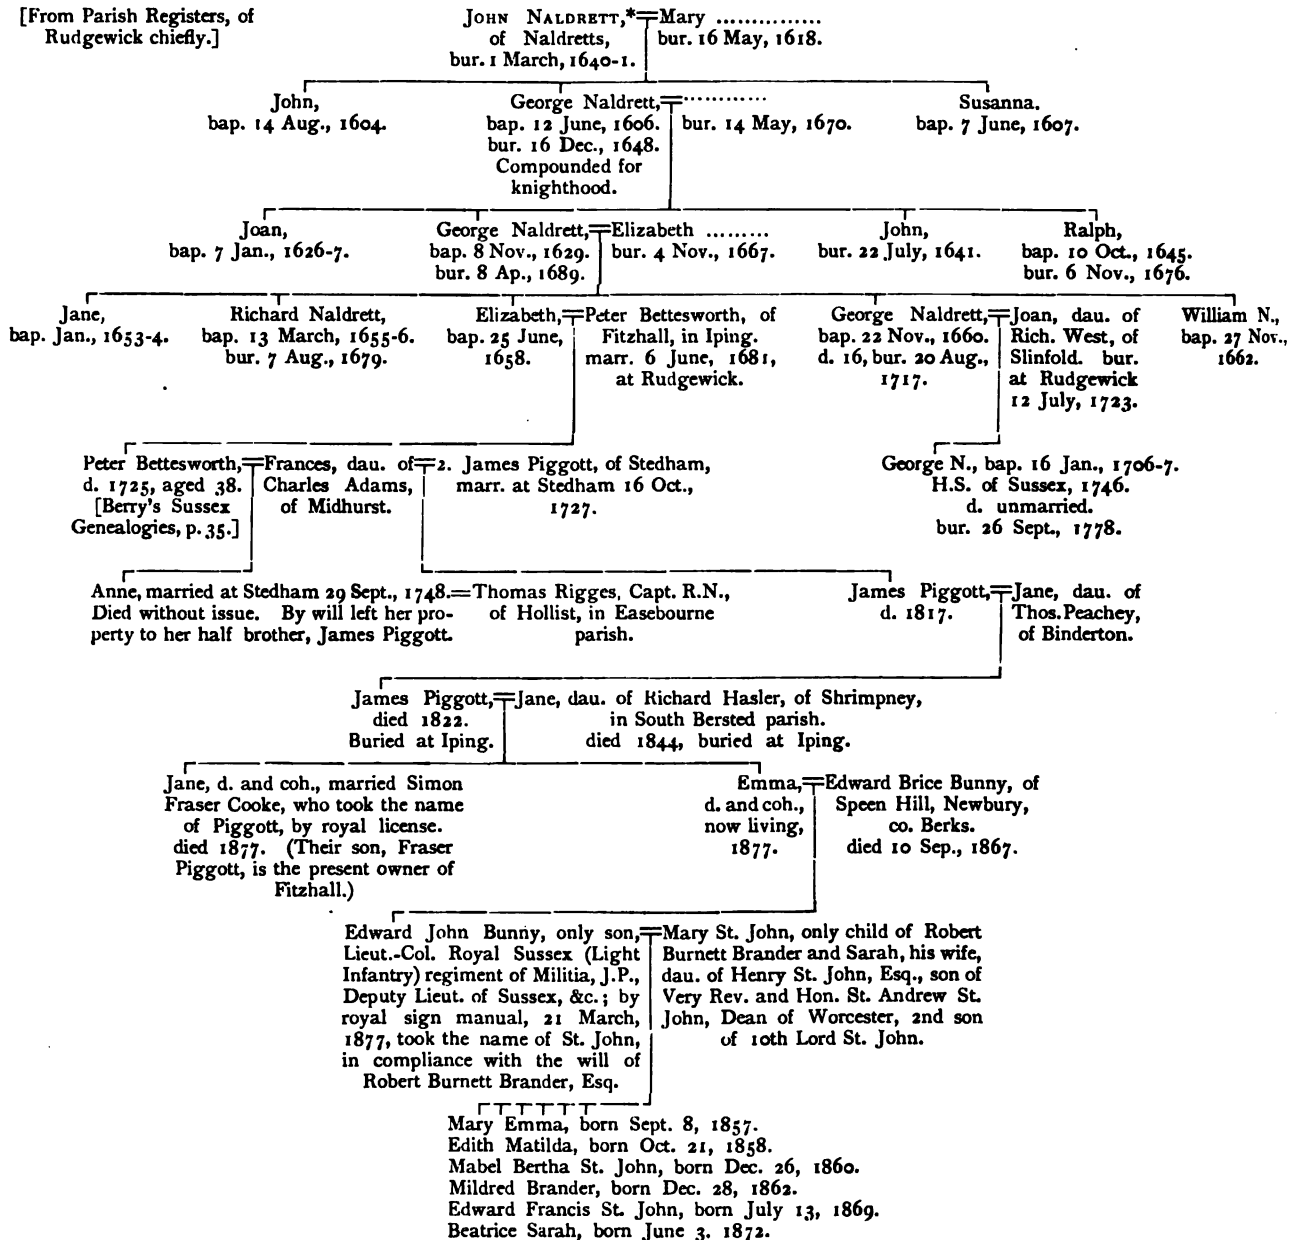 [From Parish Registers, of
Rudgewick chiefly.]
JOHN NALDRETT,*=Mary ...............
of Naldretts,
bur. 1 March, 1640-1.
bur. 16 May, 1618.
John,
bap. 14 Aug., 1604.
George Naldrett,=............
bap. 12 June, 1606.
bur. 16 Dec., 1648.
Compounded for
knighthood.
bur. 14 May, 1670.
Susanna.
bap. 7 June, 1607.
Joan,
bap. 7 Jan., 1626-7.
George Naldrett,=Elizabeth .........
bap. 8 Nov., 1629.
bur. 8 Ap., 1689.
bur. 4 Nov., 1667.
John,
bur. 22 July, 1641.
Ralph,
bap. 10 Oct., 1645.
bur. 6 Nov., 1676.
Jane,
bap. Jan., 1653-4.
Richard Naldrett,
bap. 13 March, 1655-6.
bur. 7 Aug., 1679.
Elizabeth,=
bap. 25 June,
1658.
Peter Bettesworth, of
Fitzhall, in Iping.
marr. 6 June, 1681,
at Rudgewick.
George Naldrett,=
bap. 22 Nov., 1660.
d. 16, bur. 20 Aug.,
1717.
Joan, dau. of
Rich. West, of
Slinfold. bur.
at Rudgewick
12 July, 1723.
William N.,
bap. 27 Nov.,
1662.
Peter Bettesworth,=
d. 1725, aged 38.
[Berry's Sussex
Genealogies, p. 35.]
Frances, dau. of=
Charles Adams,
of Midhurst.
2. James Piggott, of Stedham,
marr. at Stedham 16 Oct.,
1727.
George N., bap. 16 Jan., 1706-7.
H.S. of Sussex, 1746.
d. unmarried.
bur. 26 Sept., 1778.
Anne, married at Stedham 29 Sept., 1748.=
Died without issue. By will left her pro-
perty to her half brother, James Piggott.
Thomas Rigges, Capt. R.N.,
of Hollist, in Easebourne
parish.
James Piggott,=
d. 1817.
Jane, dau. of
Thos. Peachey,
of Binderton.
James Piggott,=
died 1822.
Buried at Iping.
Jane, dau. of Richard Hasler, of Shrimpney,
in South Bersted parish.
died 1844, buried at Iping.
Jane, d. and coh., married Simon
Fraser Cooke, who took the name
of Piggott, by royal license.
died 1877. (Their son, Fraser
Piggott, is the present owner of
Fitzhall.)
Emma,=
d. and coh.,
now living,
1877.
Edward Brice Bunny, of
Speen Hill, Newbury,
co. Berks.
died 10 Sep., 1867.
Edward John Bunny, only son,=
Lieut.-Col. Royal Sussex (Light
Infantry) regiment of Militia, J.P.,
Deputy Lieut. of Sussex, &c.; by
royal sign manual, 21 March,
1877, took the name of St. John,
in compliance with the will of
Robert Burnett Brander, Esq.
Mary St. John, only child of Robert
Burnett Brander and Sarah, his wife,
dau. of Henry St. John, Esq., son of
Very Rev. and Hon. St. Andrew St.
John, Dean of Worcester, 2nd son
of 10th Lord St. John.
Mary Emma, born Sept. 8, 1857.
Edith Matilda, born Oct. 21, 1858.
Mabel Bertha St. John, born Dec. 26, 1860.
Mildred Brander, born Dec. 28, 1862.
Edward Francis St. John, born July 13, 1869.
Beatrice Sarah, born June 3. 1872.